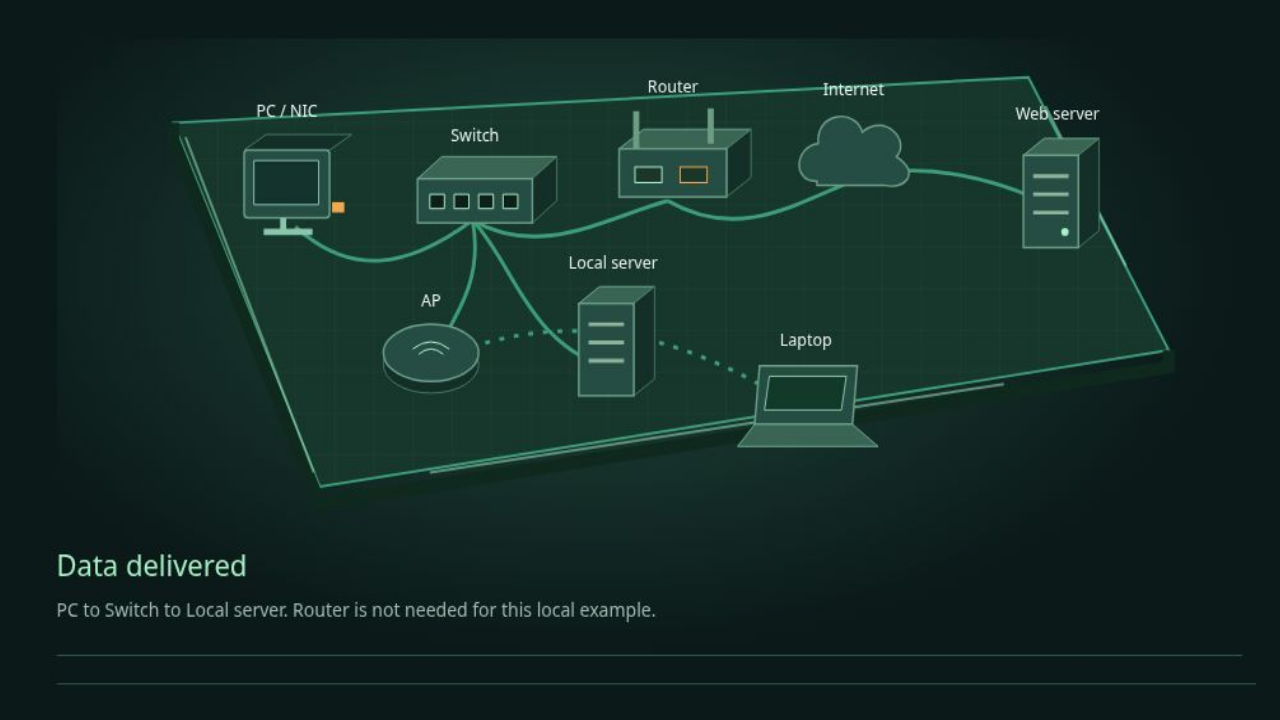 Router
Internet
PC / NIC
Web server
Switch
Local server
AP
Laptop
Data delivered
PC to Switch to Local server. Router is not needed for this local example.